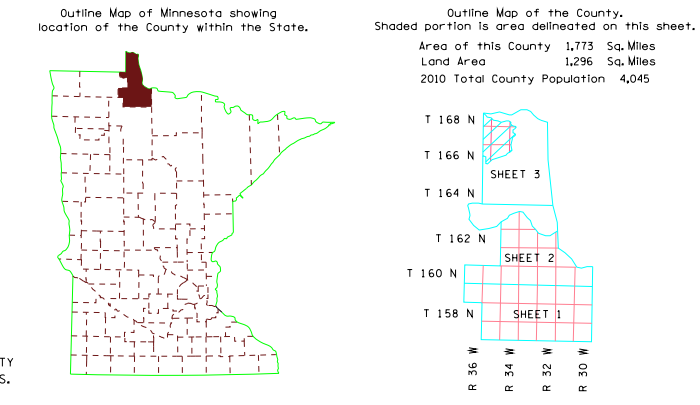 Outline Map of Minnesota showing
location of the County within the State.
Outline Map of the County.
Shaded portion is area delineated on this sheet.
Area of this County 1,773 Sq. Miles
Land Area 1,296 Sq. Miles
2010 Total County Population 4,045
T 168 N
T 166 N
SHEET 3
T 164 N
T 162 N
SHEET 2
T 160 N
T 158 N
SHEET 1
R 36 W
R 34 W
R 32 W
R 30 W
TY
S.